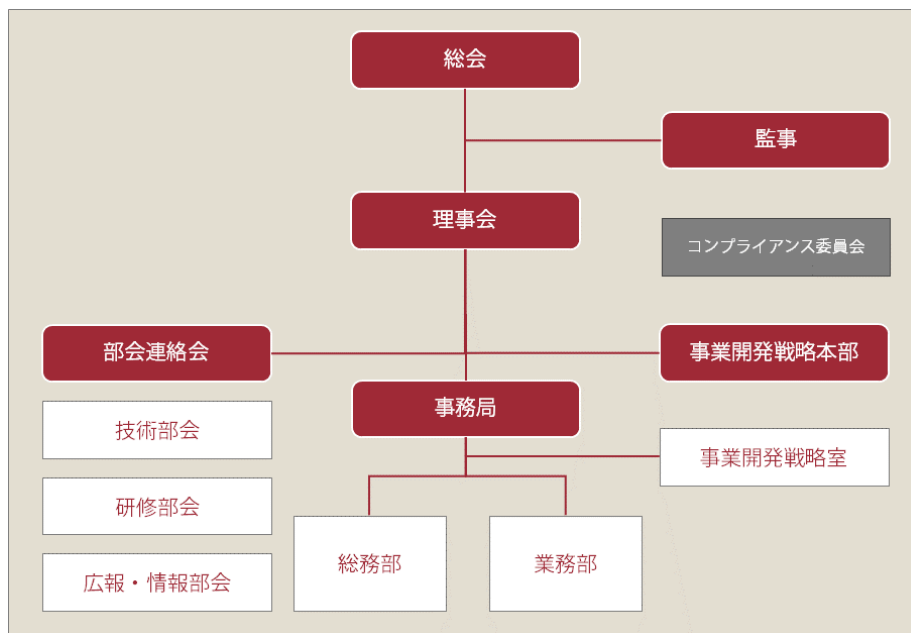 総会
監事
理事会
コンプライアンス委員会
部会連絡会
事業開発戦略本部
事務局
技術部会
事業開発戦略室
研修部会
総務部
業務部
広報・情報部会